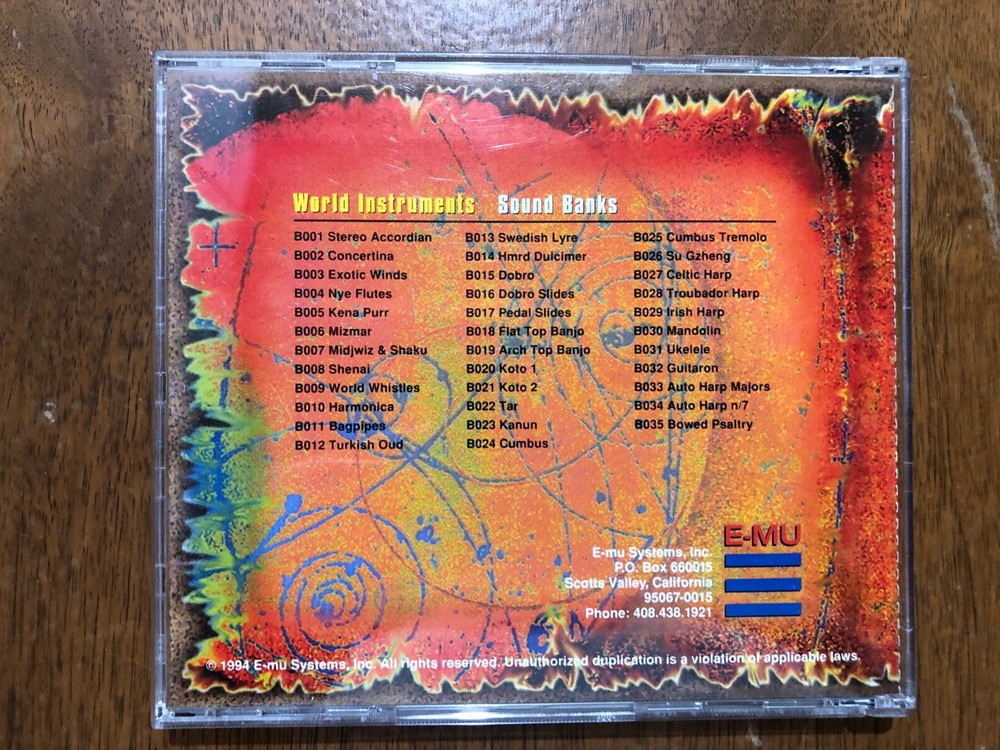 World Instruments Sound Banks
B001 Stereo Accordian
B002 Concertina
B003 Exotic Winds
B004 Nye Flutes
B005 Kena Purr
B006 Mizmar
B007 Midjwiz & Shaku
B008 Shenai
B009 World Whistles
B010 Harmonica
B011 Bagpipes
B012 Turkish Oud
B013 Swedish Lyre
B014 Hmrd Dulcimer
B015 Dobro
B016 Dobro Slides
B017 Pedal Slides
B018 Flat Top Banjo
B019 Arch Top Banjo
B020 Koto 1
B021 Koto 2
B022 Tar
B023 Kanun
B024 Cumbus
B025 Cumbus Tremolo
B026 Su Gzheng
B027 Celtic Harp
B028 Troubador Harp
B029 Irish Harp
B030 Mandolin
B031 Ukelele
B032 Guitaron
B033 Auto Harp Majors
B034 Auto Harp n/7
B035 Bowed Psaltry
E-MU
E-mu Systems, Inc.
P.O. Box 660015
Scotts Valley, California
95067-0015
Phone: 408.438.1921
© 1994 E-mu Systems, Inc. All rights reserved. Unauthorized duplication is a violation of applicable laws.